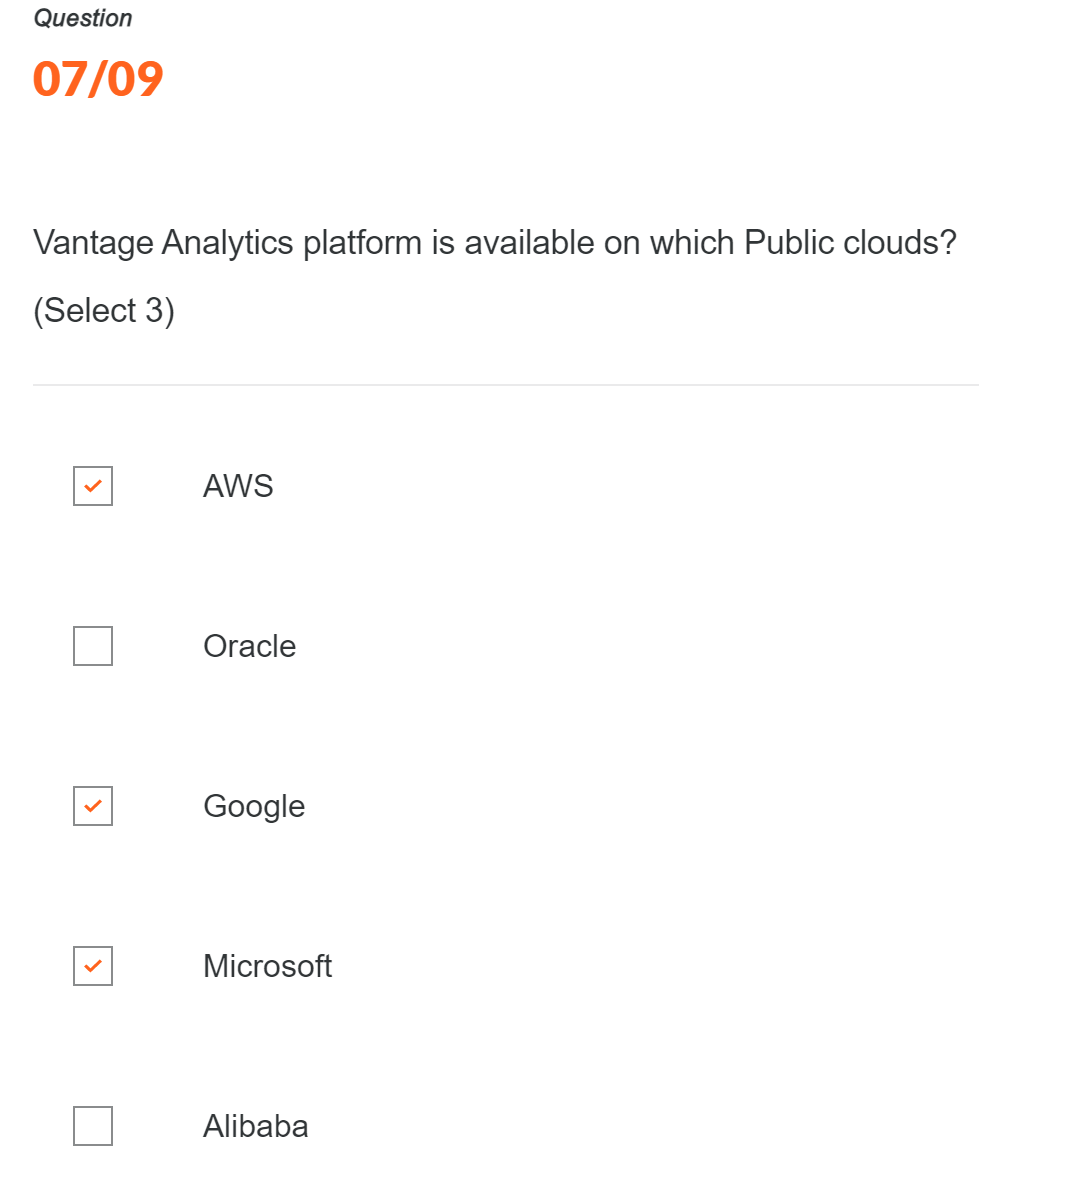 Question
07/09
Vantage Analytics platform is available on which Public clouds?
(Select 3)
AWS
Oracle
Google
Microsoft
Alibaba